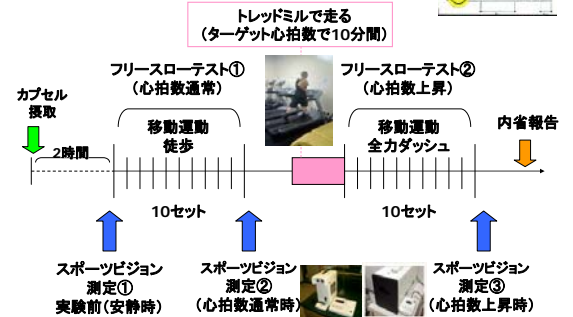 トレッドミルで走る
(ターゲット心拍数で10分間)
フリースローテスト①
(心拍数通常)
フリースローテスト②
(心拍数上昇)
カプセル
摂取
移動運動
徒歩
移動運動
全力ダッシュ
内省報告
2時間
10セット
10セット
スポーツビジョン
測定①
実験前(安静時)
スポーツビジョン
測定②
(心拍数通常時)
スポーツビジョン
測定③
(心拍数上昇時)